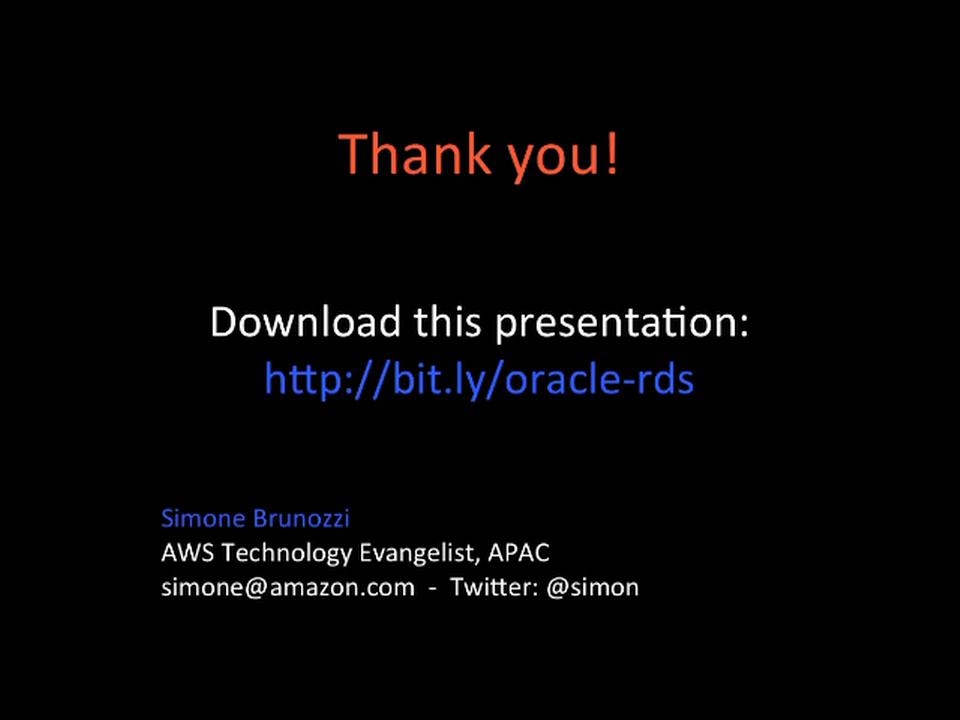 Thank you!
Download this presentation:
http://bit.ly/oracle-rds
Simone Brunozzi
AWS Technology Evangelist, APAC
simone@amazon.com - Twitter: @simon